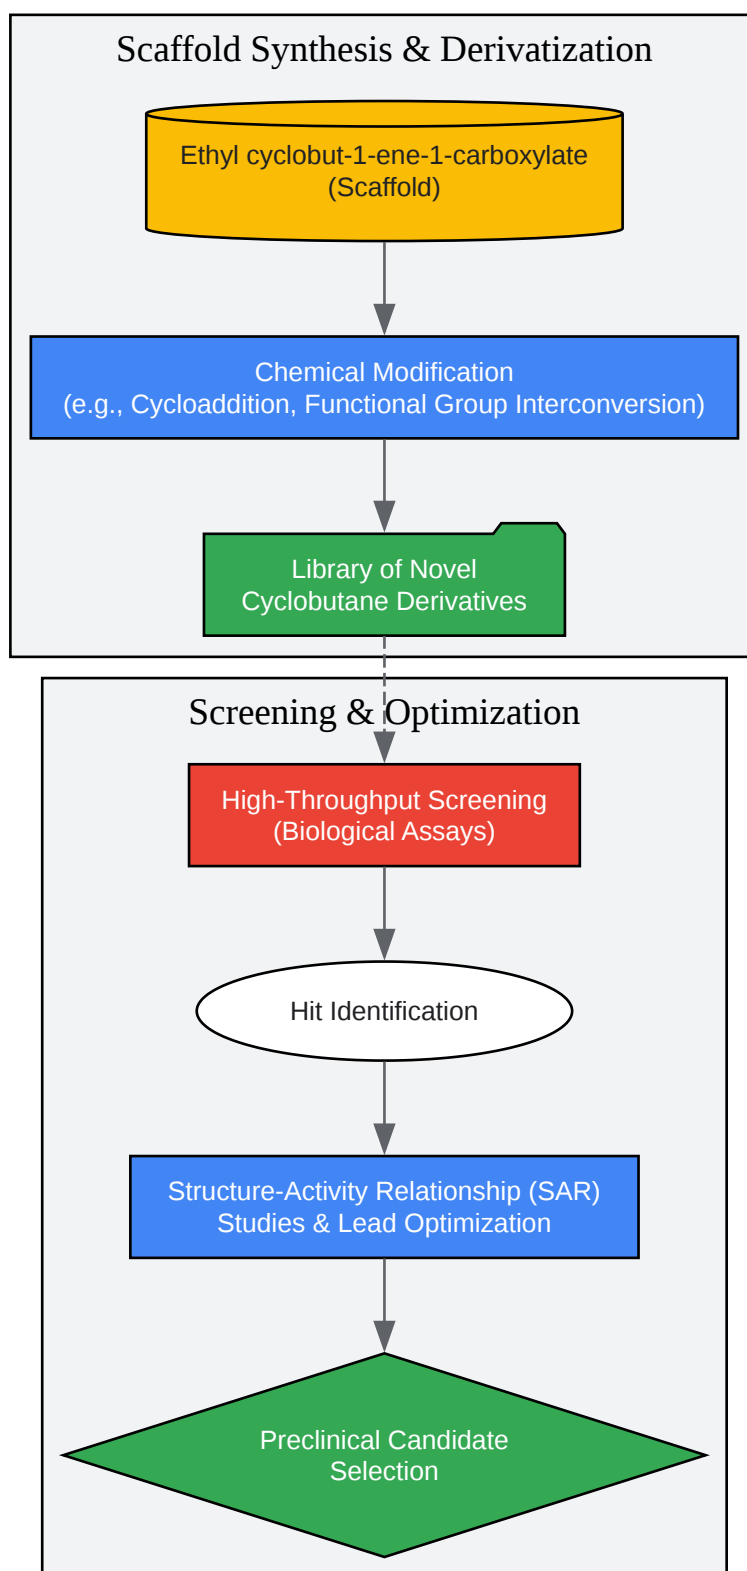 Scaffold Synthesis & Derivatization
Ethyl cyclobut-1-ene-1-carboxylate
(Scaffold)
Chemical Modification
(e.g., Cycloaddition, Functional Group Interconversion)
Library of Novel
Cyclobutane Derivatives
Screening & Optimization
High-Throughput Screening
(Biological Assays)
Hit Identification
Structure-Activity Relationship (SAR)
Studies & Lead Optimization
Preclinical Candidate
Selection